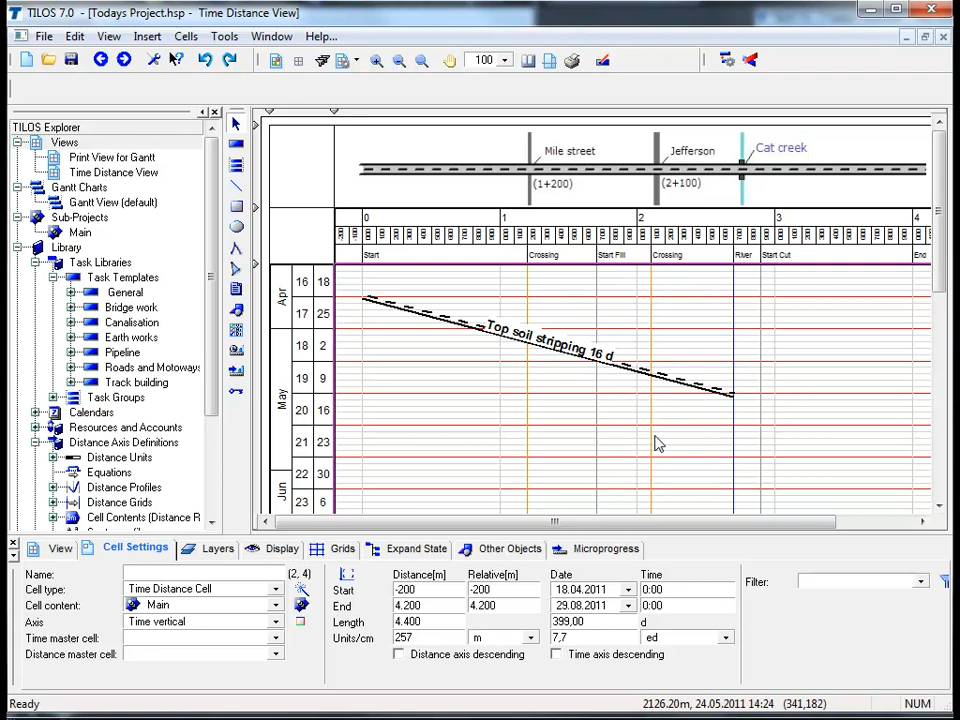 TILOS 7.0 - [Todays Project.hsp - Time Distance View]
File Edit View Insert Cells Tools Window Help...
100
TILOS Explorer
Views
Print View for Gantt
Time Distance View
Gantt Charts
Gantt View (default)
Sub-Projects
Main
Library
Task Libraries
Task Templates
General
Bridge work
Canalisation
Earth works
Pipeline
Roads and Motoways
Track building
Task Groups
Calendars
Resources and Accounts
Distance Axis Definitions
Distance Units
Equations
Distance Profiles
Distance Grids
Cell Contents (Distance R
Mile street Jefferson Cat creek
(1+200) (2+100)
0 1 2 3 4
Start Crossing Start Fill Crossing River Start Cut End
Apr 16 18
17 25
18 2
May 19 9
20 16
21 23
22 30
Jun 23 6
Top soil stripping 16 d
View Cell Settings Layers Display Grids Expand State Other Objects Microprogress
Name: (2, 4) Distance[m] Relative[m] Date Time Filter:
Cell type: Time Distance Cell Start -200 -200 18.04.2011 0:00
Cell content: Main End 4.200 4.200 29.08.2011 0:00
Axis Time vertical Length 4.400 399,00 d
Time master cell: Units/cm 257 m 7,7 ed
Distance master cell: Distance axis descending Time axis descending
Ready 2126.20m, 24.05.2011 14:24 (341,182) NUM